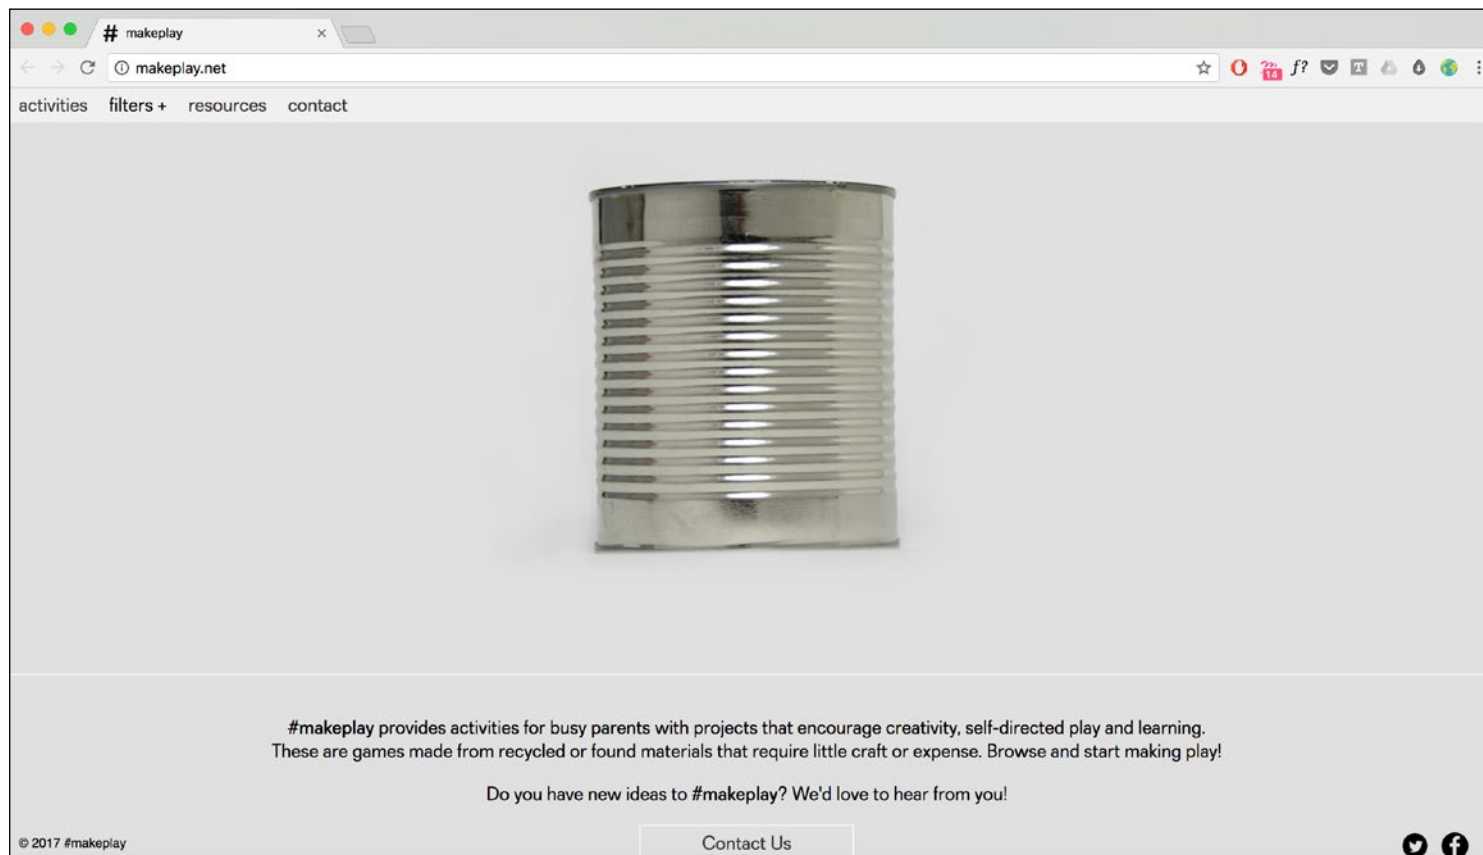 # makeplay
makeplay.net
14 f?
T
activities filters + resources contact
#makeplay provides activities for busy parents with projects that encourage creativity, self-directed play and learning.
These are games made from recycled or found materials that require little craft or expense. Browse and start making play!
Do you have new ideas to #makeplay? We'd love to hear from you!
Contact Us
© 2017 #makeplay